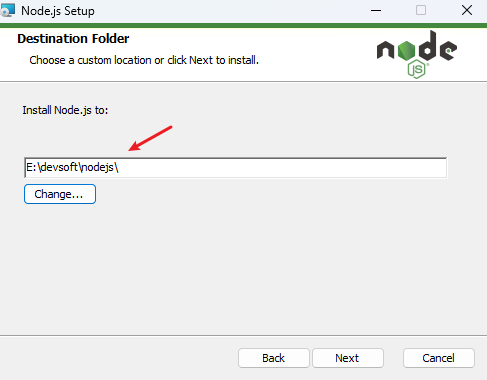 Node.js Setup
Destination Folder
Choose a custom location or click Next to install.
node
JS
Install Node.js to:
E:\devsoft\nodejs\
Change...
Back
Next
Cancel